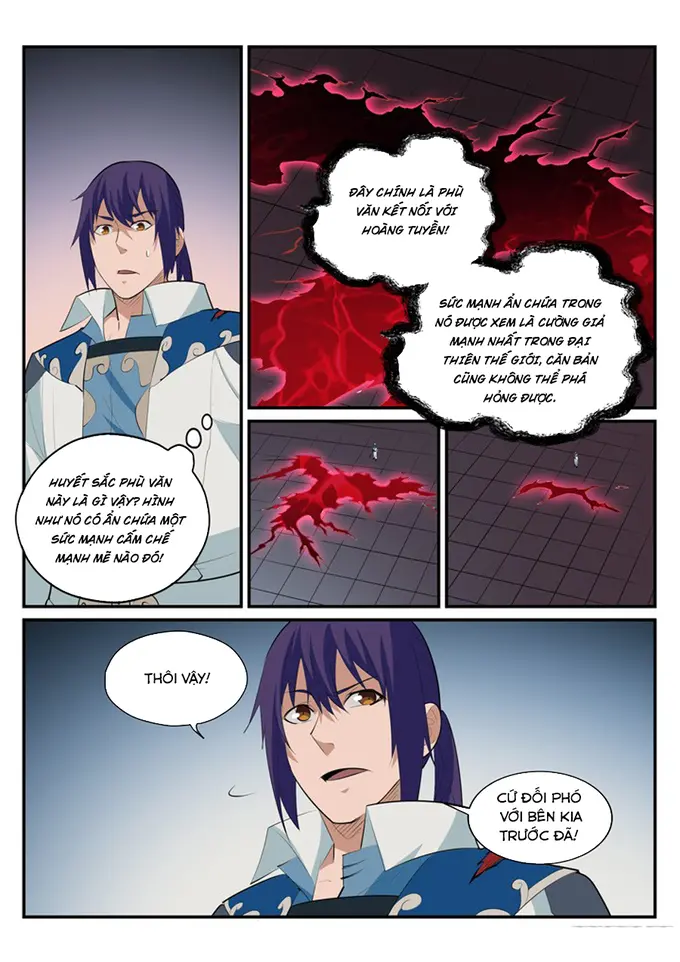 HUYẾT SẮC PHÙ VĂN
NÀY LÀ GÌ VẬY? HÌNH
NHƯ NÓ CÓ ẨN CHỨA MỘT
SỨC MẠNH CẤM CHẾ
MẠNH MẼ NÀO ĐÓ!
ĐÂY CHÍNH LÀ PHÙ
VĂN KẾT NỐI VỚI
HOÀNG TUYỀN!
SỨC MẠNH ẨN CHỨA TRONG
NÓ ĐƯỢC XEM LÀ CƯỜNG GIẢ
MẠNH NHẤT TRONG ĐẠI
THIÊN THẾ GIỚI, CĂN BẢN
CŨNG KHÔNG THỂ PHÁ
HỎNG ĐƯỢC.
THÔI VẬY!
CỨ ĐỐI PHÓ
VỚI BÊN KIA
TRƯỚC ĐÃ!